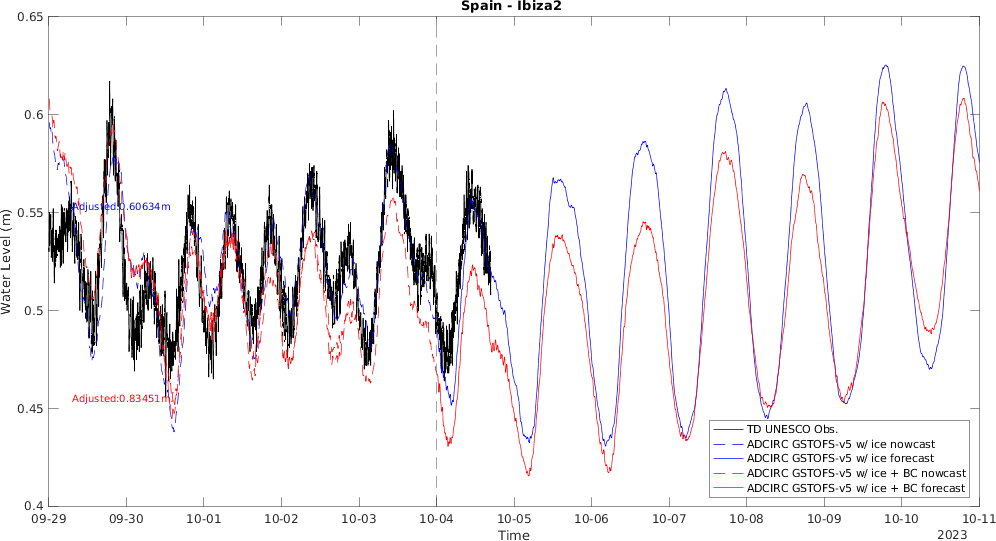 Spain - Ibiza2
0.65
0.6
0.55
0.5
0.45
0.4
Water Level (m)
Adjusted:0.60634m
Adjusted:0.83451m
TD UNESCO Obs.
ADCIRC GSTOFS-v5 w/ ice nowcast
ADCIRC GSTOFS-v5 w/ ice forecast
ADCIRC GSTOFS-v5 w/ ice + BC nowcast
ADCIRC GSTOFS-v5 w/ ice + BC forecast
09-29 09-30 10-01 10-02 10-03 10-04 10-05 10-06 10-07 10-08 10-09 10-10 10-11
Time
2023